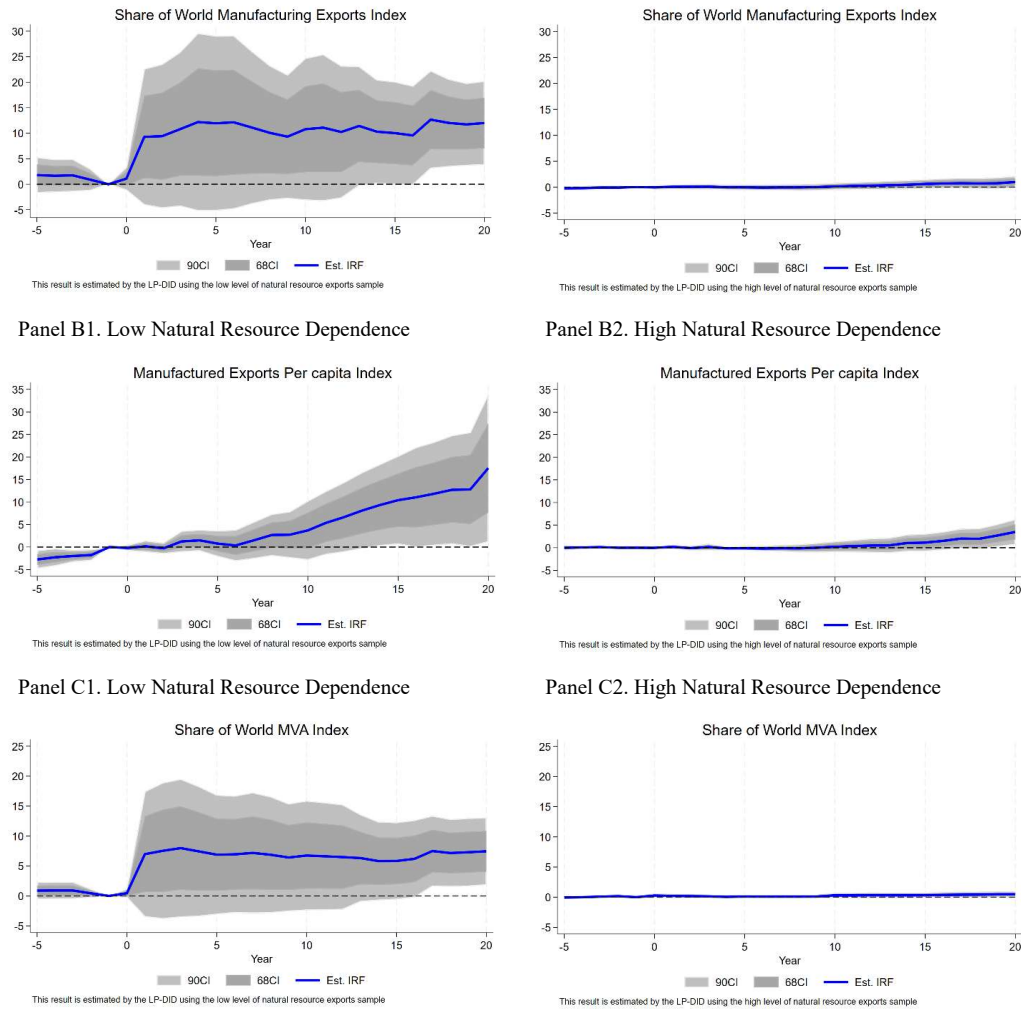 Share of World Manufacturing Exports Index
30
25
20
15
10
5
0
-5
-5 0 5 10 15 20
Year
90CI 68CI Est. IRF
This result is estimated by the LP-DID using the low level of natural resource exports sample
Share of World Manufacturing Exports Index
30
25
20
15
10
5
0
-5
-5 0 5 10 15 20
Year
90CI 68CI Est. IRF
This result is estimated by the LP-DID using the high level of natural resource exports sample
Panel B1. Low Natural Resource Dependence
Panel B2. High Natural Resource Dependence
Manufactured Exports Per capita Index
35
30
25
20
15
10
5
0
-5
-5 0 5 10 15 20
Year
90CI 68CI Est. IRF
This result is estimated by the LP-DID using the low level of natural resource exports sample
Manufactured Exports Per capita Index
35
30
25
20
15
10
5
0
-5
-5 0 5 10 15 20
Year
90CI 68CI Est. IRF
This result is estimated by the LP-DID using the high level of natural resource exports sample
Panel C1. Low Natural Resource Dependence
Panel C2. High Natural Resource Dependence
Share of World MVA Index
25
20
15
10
5
0
-5
-5 0 5 10 15 20
Year
90CI 68CI Est. IRF
This result is estimated by the LP-DID using the low level of natural resource exports sample
Share of World MVA Index
25
20
15
10
5
0
-5
-5 0 5 10 15 20
Year
90CI 68CI Est. IRF
This result is estimated by the LP-DID using the high level of natural resource exports sample